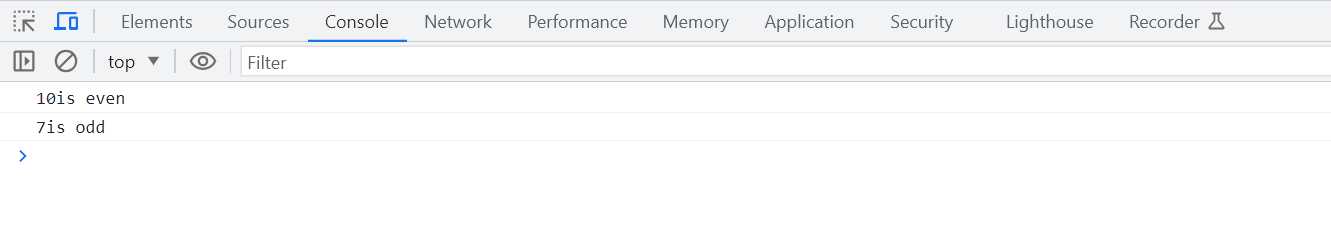 Elements Sources Console Network Performance Memory Application Security Lighthouse Recorder
top Filter
10is even
7is odd